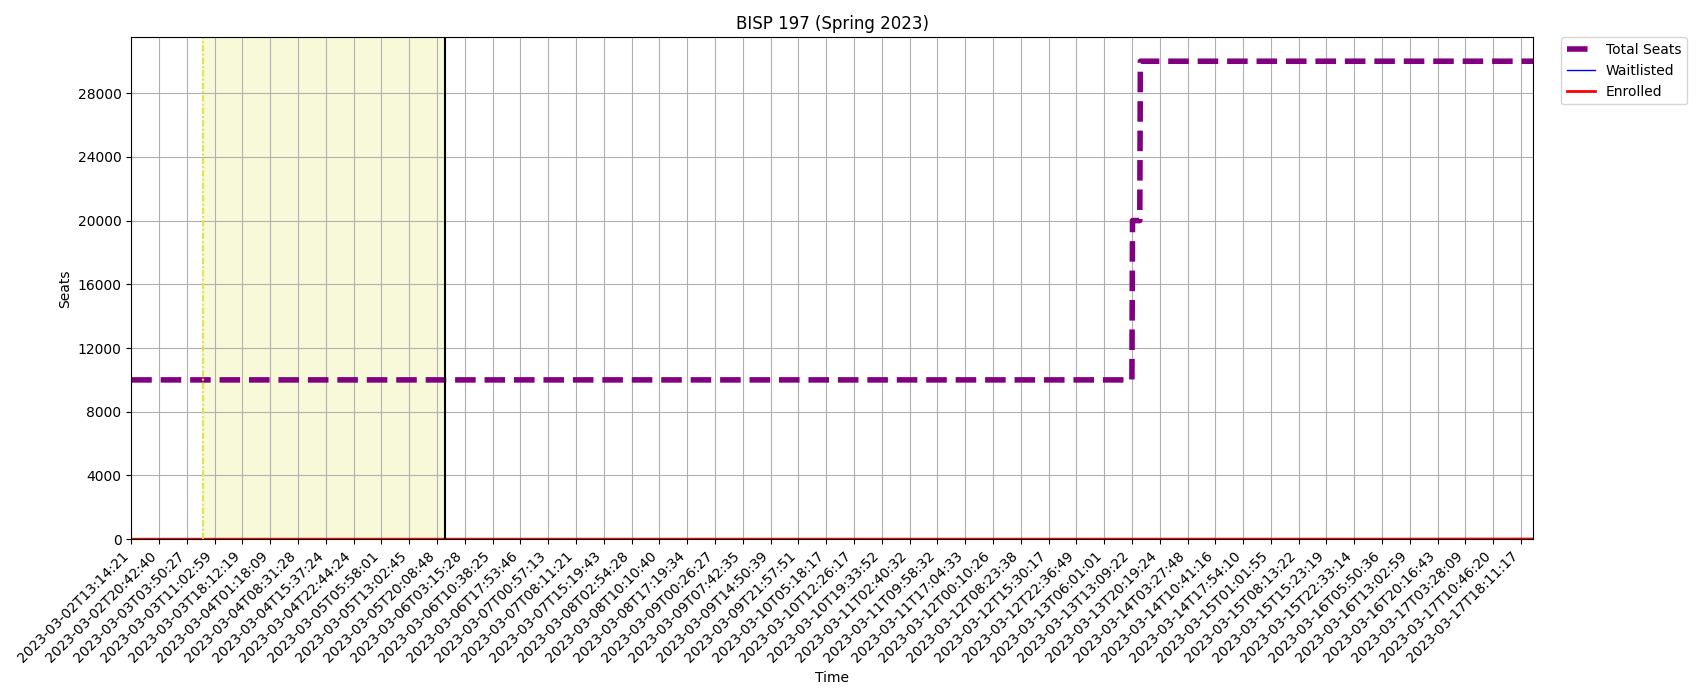 BISP 197 (Spring 2023)
Total Seats
Waitlisted
Enrolled
28000
24000
20000
16000
12000
8000
4000
0
Seats
2023-03-02T13:14:21
2023-03-02T20:42:40
2023-03-03T03:50:27
2023-03-03T11:02:59
2023-03-03T18:12:19
2023-03-04T01:18:09
2023-03-04T08:31:28
2023-03-04T15:37:24
2023-03-04T22:44:24
2023-03-05T05:58:01
2023-03-05T13:02:45
2023-03-05T20:08:48
2023-03-06T03:15:28
2023-03-06T10:38:25
2023-03-06T17:53:46
2023-03-07T00:57:13
2023-03-07T08:11:21
2023-03-07T15:19:43
2023-03-08T02:54:28
2023-03-08T10:10:40
2023-03-08T17:19:34
2023-03-09T00:26:27
2023-03-09T07:42:35
2023-03-09T14:50:39
2023-03-09T21:57:51
2023-03-10T05:18:17
2023-03-10T12:26:17
2023-03-10T19:33:52
2023-03-11T02:40:32
2023-03-11T09:58:32
2023-03-11T17:04:33
2023-03-12T00:10:26
2023-03-12T08:23:38
2023-03-12T15:30:17
2023-03-12T22:36:49
2023-03-13T06:01:01
2023-03-13T13:09:22
2023-03-13T20:19:24
2023-03-14T03:27:48
2023-03-14T10:41:16
2023-03-14T17:54:10
2023-03-15T01:01:55
2023-03-15T08:13:22
2023-03-15T15:23:19
2023-03-15T22:33:14
2023-03-16T05:50:36
2023-03-16T13:02:59
2023-03-16T20:16:43
2023-03-17T03:28:09
2023-03-17T10:46:20
2023-03-17T18:11:17
Time